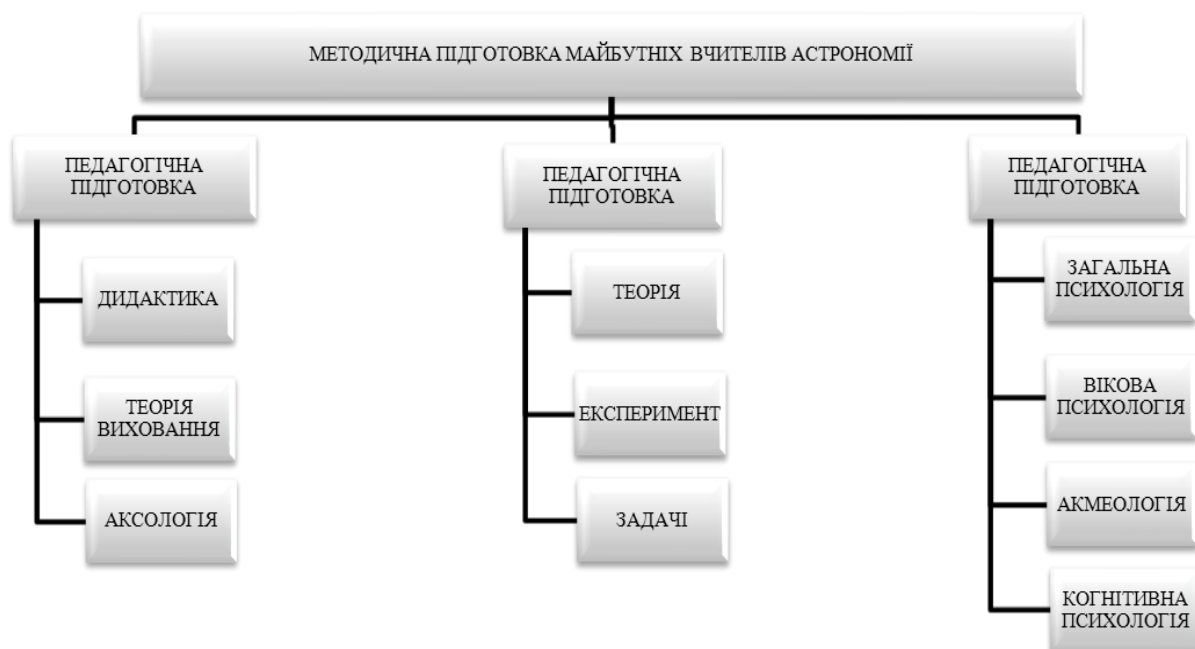 МЕТОДИЧНА ПІДГОТОВКА МАЙБУТНІХ ВЧИТЕЛІВ АСТРОНОМІЇ
ПЕДАГОГІЧНА
ПІДГОТОВКА
ДИДАКТИКА
ТЕОРІЯ
ВИХОВАННЯ
АКСОЛОГІЯ
ПЕДАГОГІЧНА
ПІДГОТОВКА
ТЕОРІЯ
ЕКСПЕРИМЕНТ
ЗАДАЧІ
ПЕДАГОГІЧНА
ПІДГОТОВКА
ЗАГАЛЬНА
ПСИХОЛОГІЯ
ВІКОВА
ПСИХОЛОГІЯ
АКМЕОЛОГІЯ
КОГНІТИВНА
ПСИХОЛОГІЯ